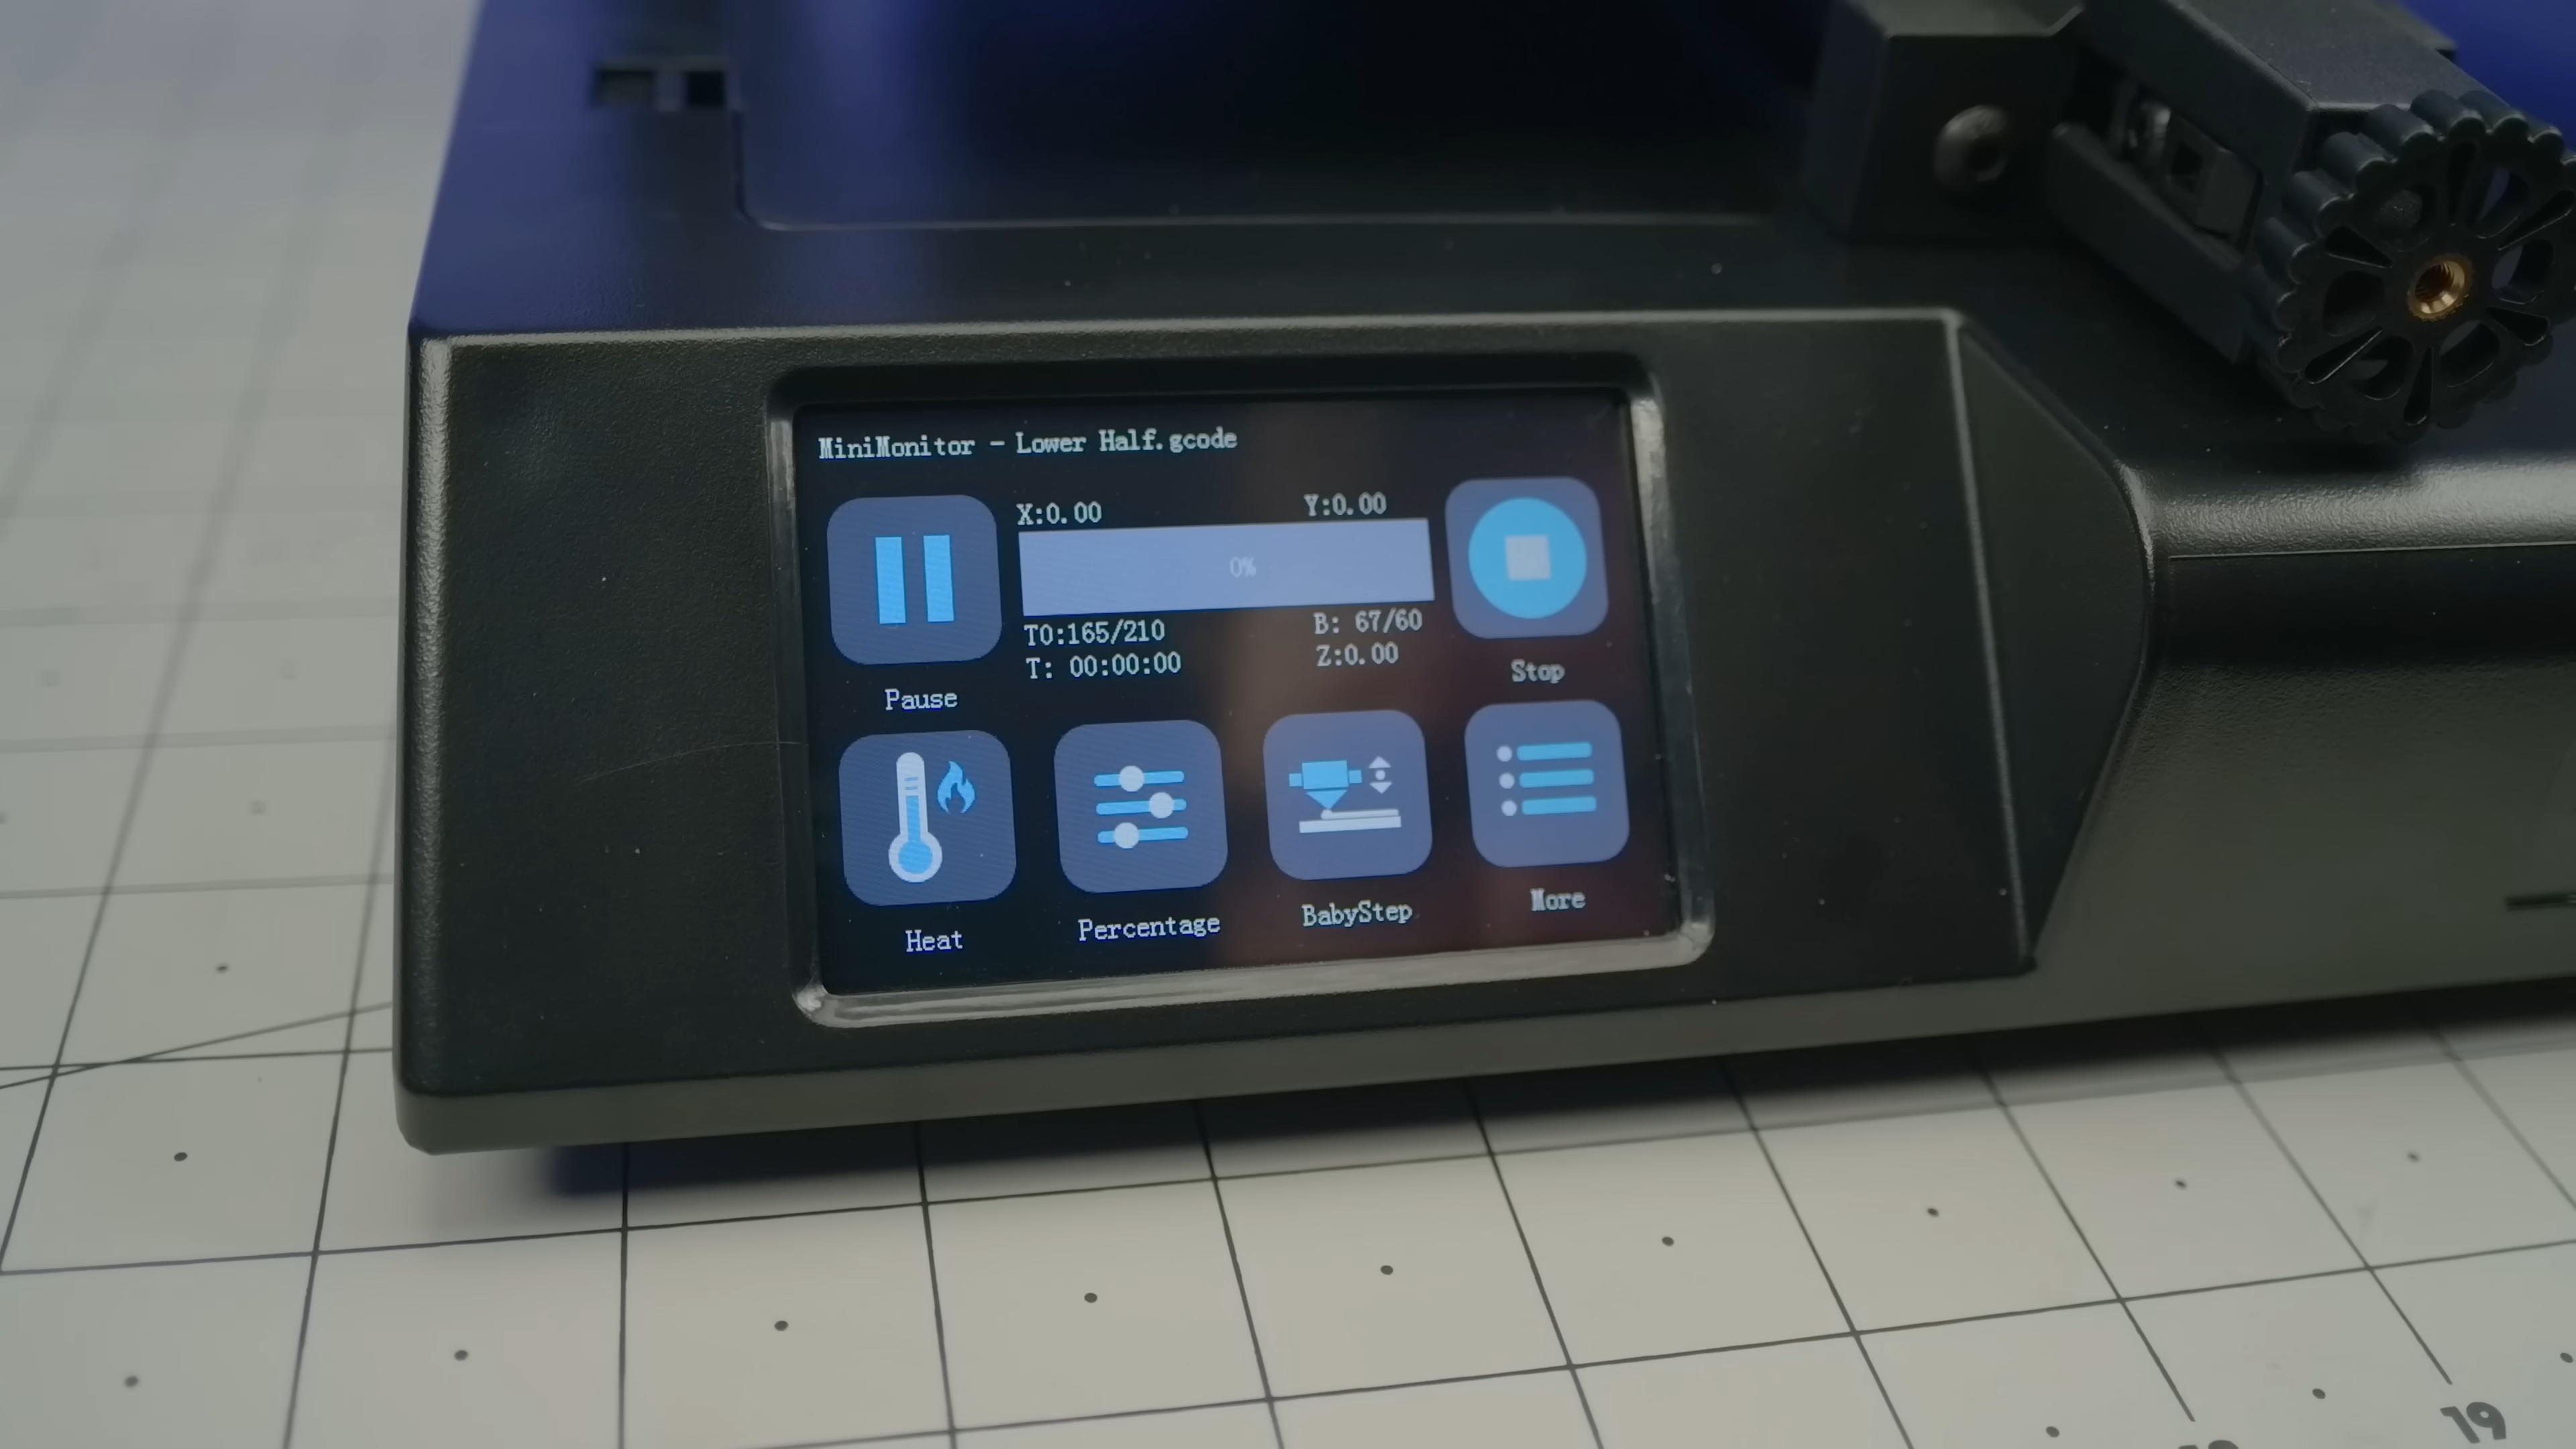 MiniMonitor - Lower Half.gcode
X:0.00 Y:0.00
0%
T0:165/210 B: 67/60
T: 00:00:00 Z:0.00
Pause Stop
Heat Percentage BabyStep More
19